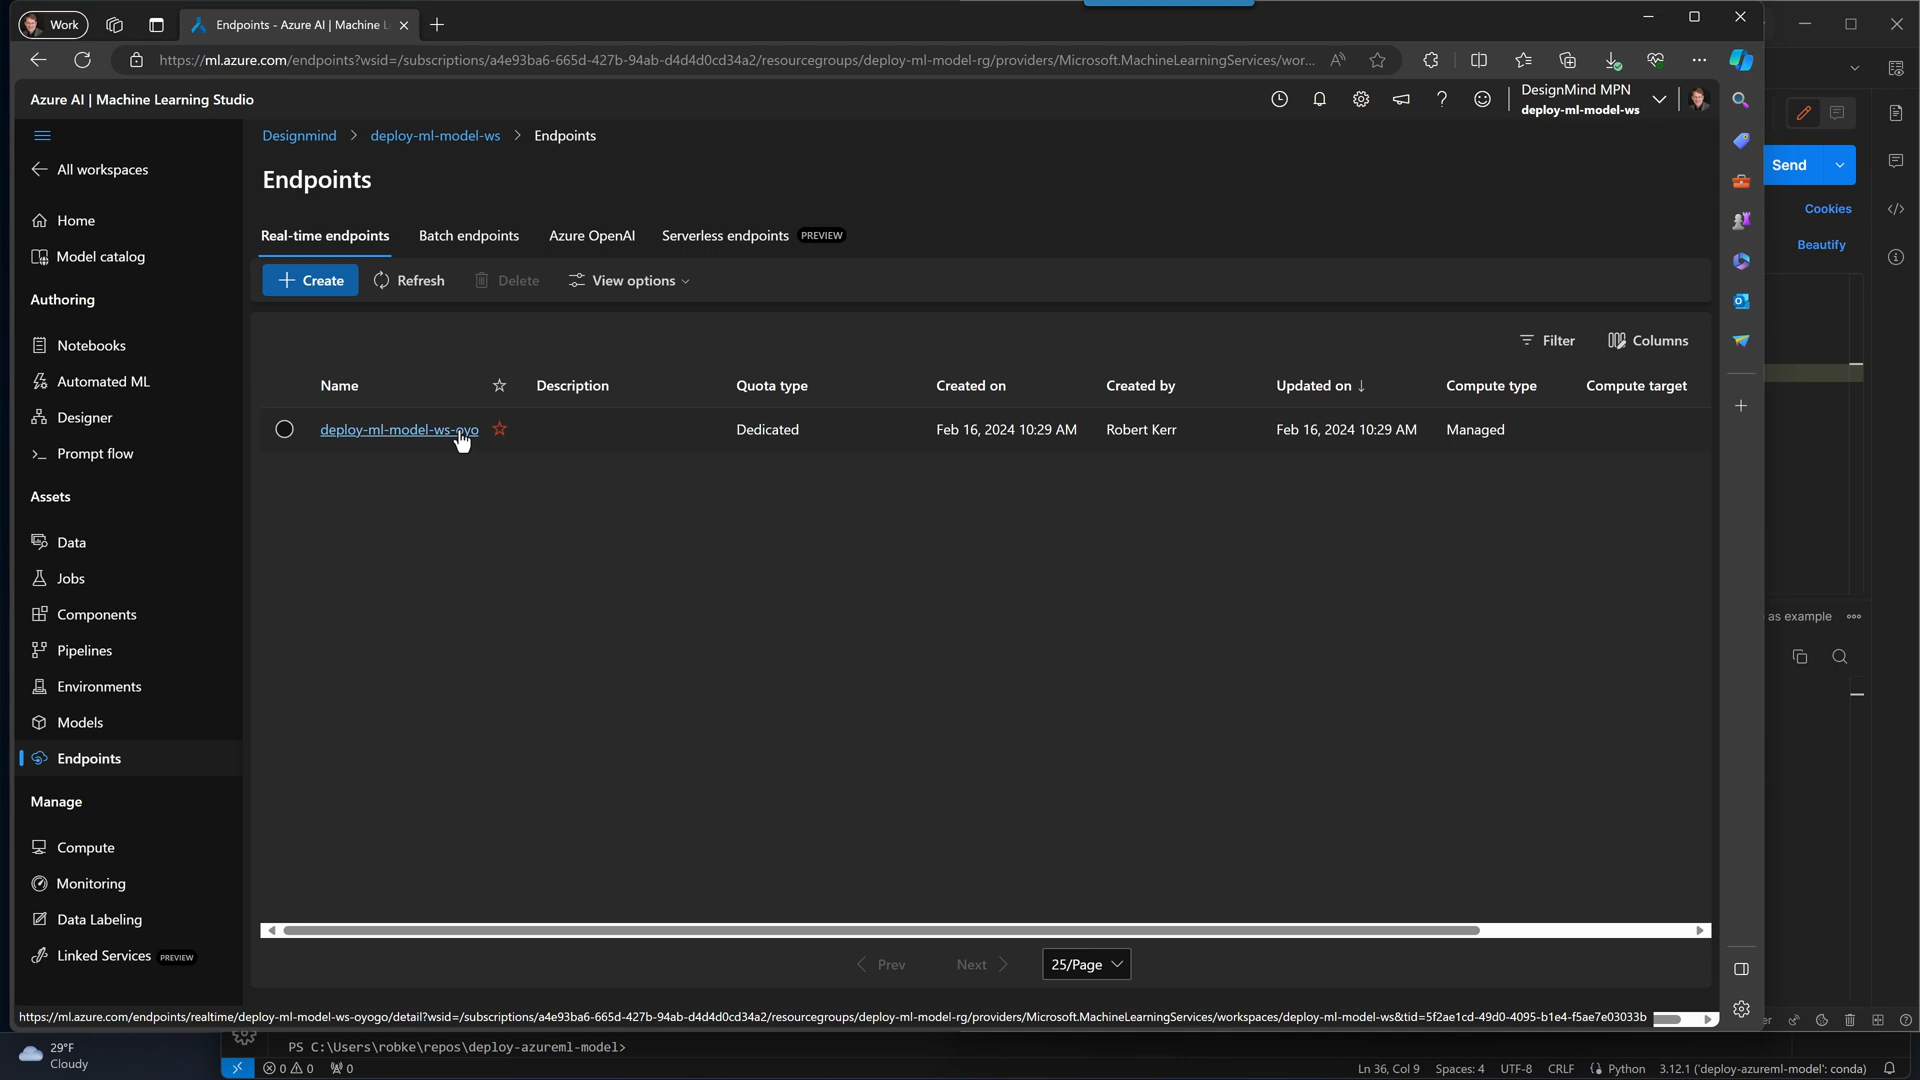 Work
Endpoints - Azure AI | Machine L
https://ml.azure.com/endpoints?wsid=/subscriptions/a4e93ba6-665d-427b-94ab-d4d4d0cd34a2/resourcegroups/deploy-ml-model-rg/providers/Microsoft.MachineLearningServices/wor...
Azure AI | Machine Learning Studio
DesignMind MPN
deploy-ml-model-ws
Designmind > deploy-ml-model-ws > Endpoints
All workspaces
Home
Model catalog
Authoring
Notebooks
Automated ML
Designer
Prompt flow
Assets
Data
Jobs
Components
Pipelines
Environments
Models
Endpoints
Manage
Compute
Monitoring
Data Labeling
Linked Services PREVIEW
Endpoints
Real-time endpoints Batch endpoints Azure OpenAI Serverless endpoints PREVIEW
Create Refresh Delete View options
Filter Columns
Name Description Quota type Created on Created by Updated on ↓ Compute type Compute target
deploy-ml-model-ws-oyo Dedicated Feb 16, 2024 10:29 AM Robert Kerr Feb 16, 2024 10:29 AM Managed
Prev Next 25/Page
Send
Cookies
Beautify
as example
https://ml.azure.com/endpoints/realtime/deploy-ml-model-ws-oyogo/detail?wsid=/subscriptions/a4e93ba6-665d-427b-94ab-d4d4d0cd34a2/resourcegroups/deploy-ml-model-rg/providers/Microsoft.MachineLearningServices/workspaces/deploy-ml-model-ws&tid=5f2ae1cd-49d0-4095-b1e4-f5ae7e03033b
29°F
Cloudy
PS C:\Users\robke\repos\deploy-azureml-model>
0 0 0
Ln 36, Col 9 Spaces: 4 UTF-8 CRLF Python 3.12.1 ('deploy-azureml-model': conda)